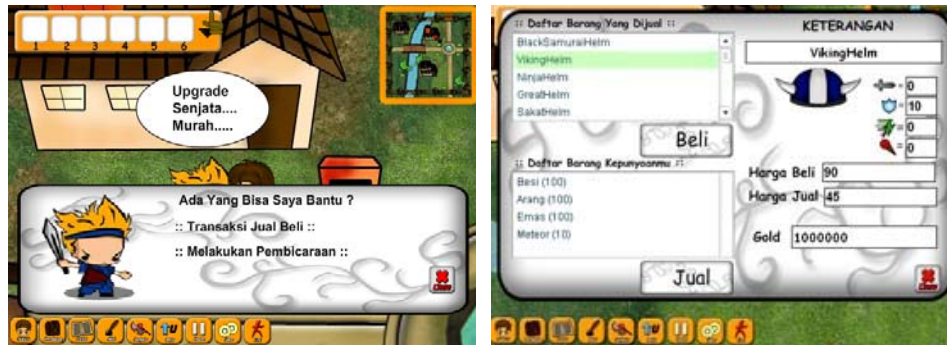 1 2 3 4 5 6
Upgrade
Senjata....
Murah.....
Ada Yang Bisa Saya Bantu ?
:: Transaksi Jual Beli ::
:: Melakukan Pembicaraan ::
:: Daftar Barang Yang Dijual ::
BlackSamuraiHelm
VikingHelm
NinjaHelm
GreatHelm
BakatHelm
Beli
:: Daftar Barang Kepunyaanmu ::
Besi (100)
Arang (100)
Emas (100)
Meteor (10)
Jual
KETERANGAN
VikingHelm
= 0
= 10
= 0
= 0
Harga Beli 90
Harga Jual 45
Gold 1000000